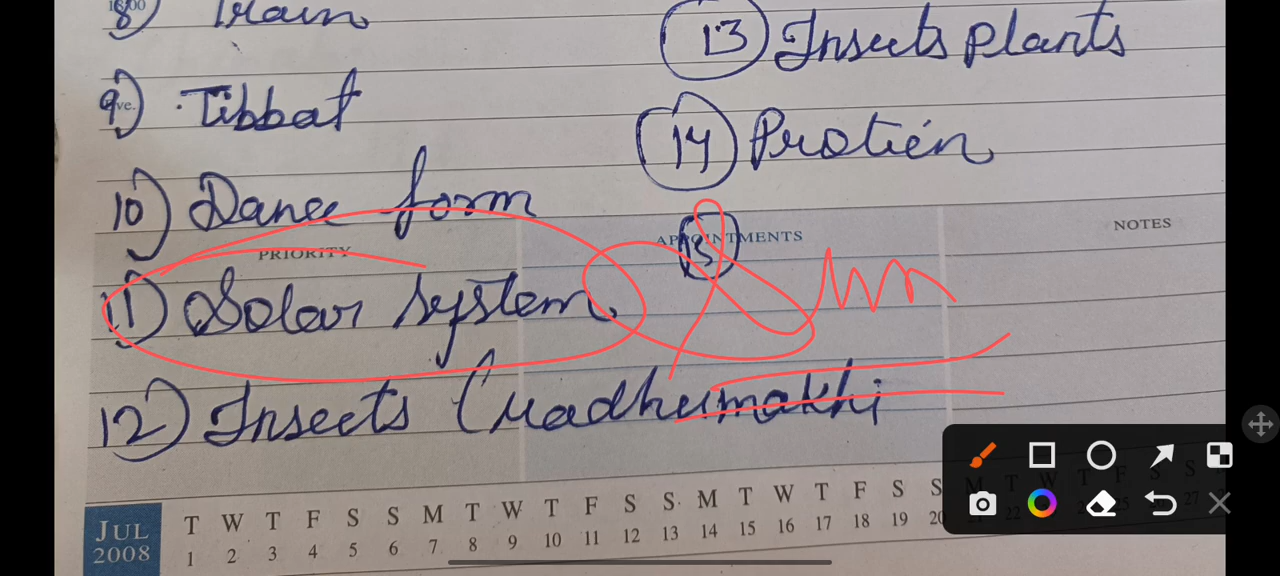 8) Train
9) Tibbat
10) Dance form
11) Solar system
12) Insects (Madhumakhi
13) Insects plants
14) Protien
15)
Sun
PRIORITY
APPOINTMENTS
NOTES
JUL 2008
T W T F S S M T W T F S S M T W T F S S
1 2 3 4 5 6 7 8 9 10 11 12 13 14 15 16 17 18 19 20